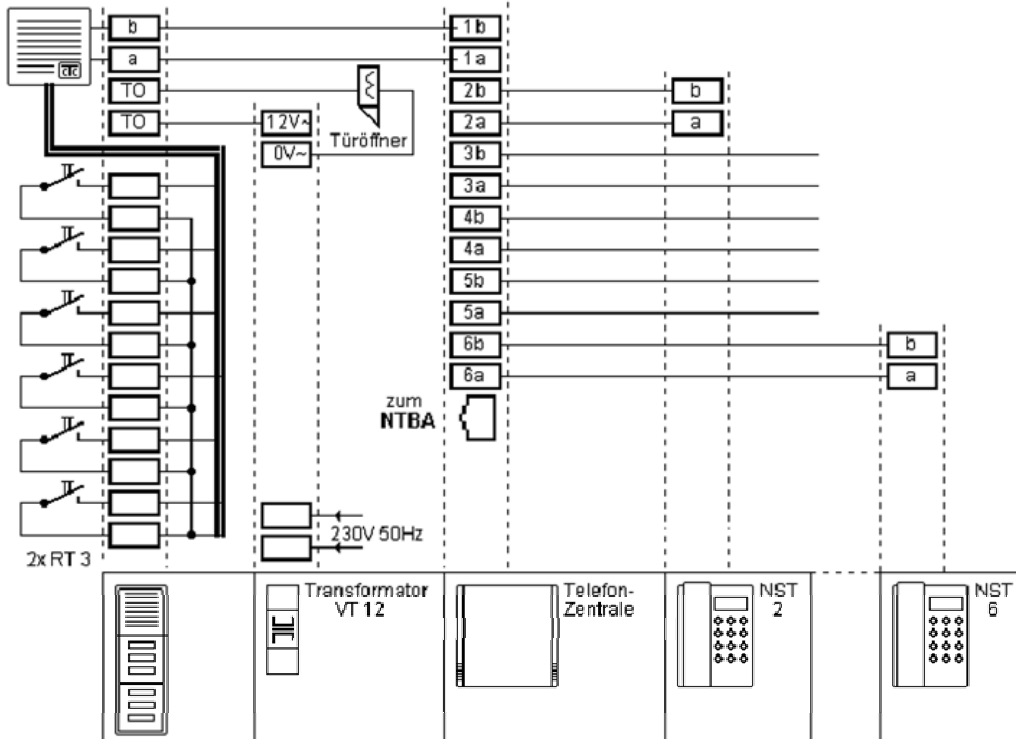 b
a
TO
TO
CTC
12V~
0V~
Türöffner
1b
1a
2b
2a
3b
3a
4b
4a
5b
5a
6b
6a
b
a
b
a
zum
NTBA
230V 50Hz
2x RT 3
Transformator
VT 12
Telefon-
Zentrale
NST
2
NST
6